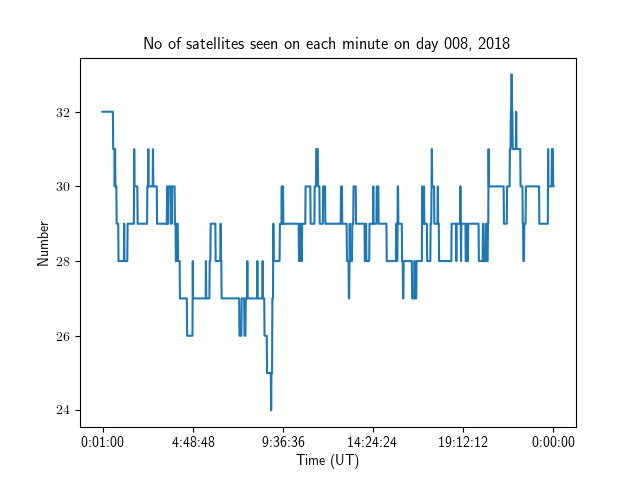 No of satellites seen on each minute on day 008, 2018
Number
32
30
28
26
24
0:01:00 4:48:48 9:36:36 14:24:24 19:12:12 0:00:00
Time (UT)